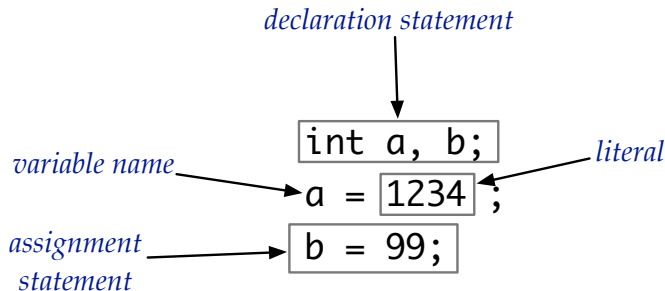 declaration statement
int a, b;
variable name
literal
a = 1234 ;
assignment
statement
b = 99;